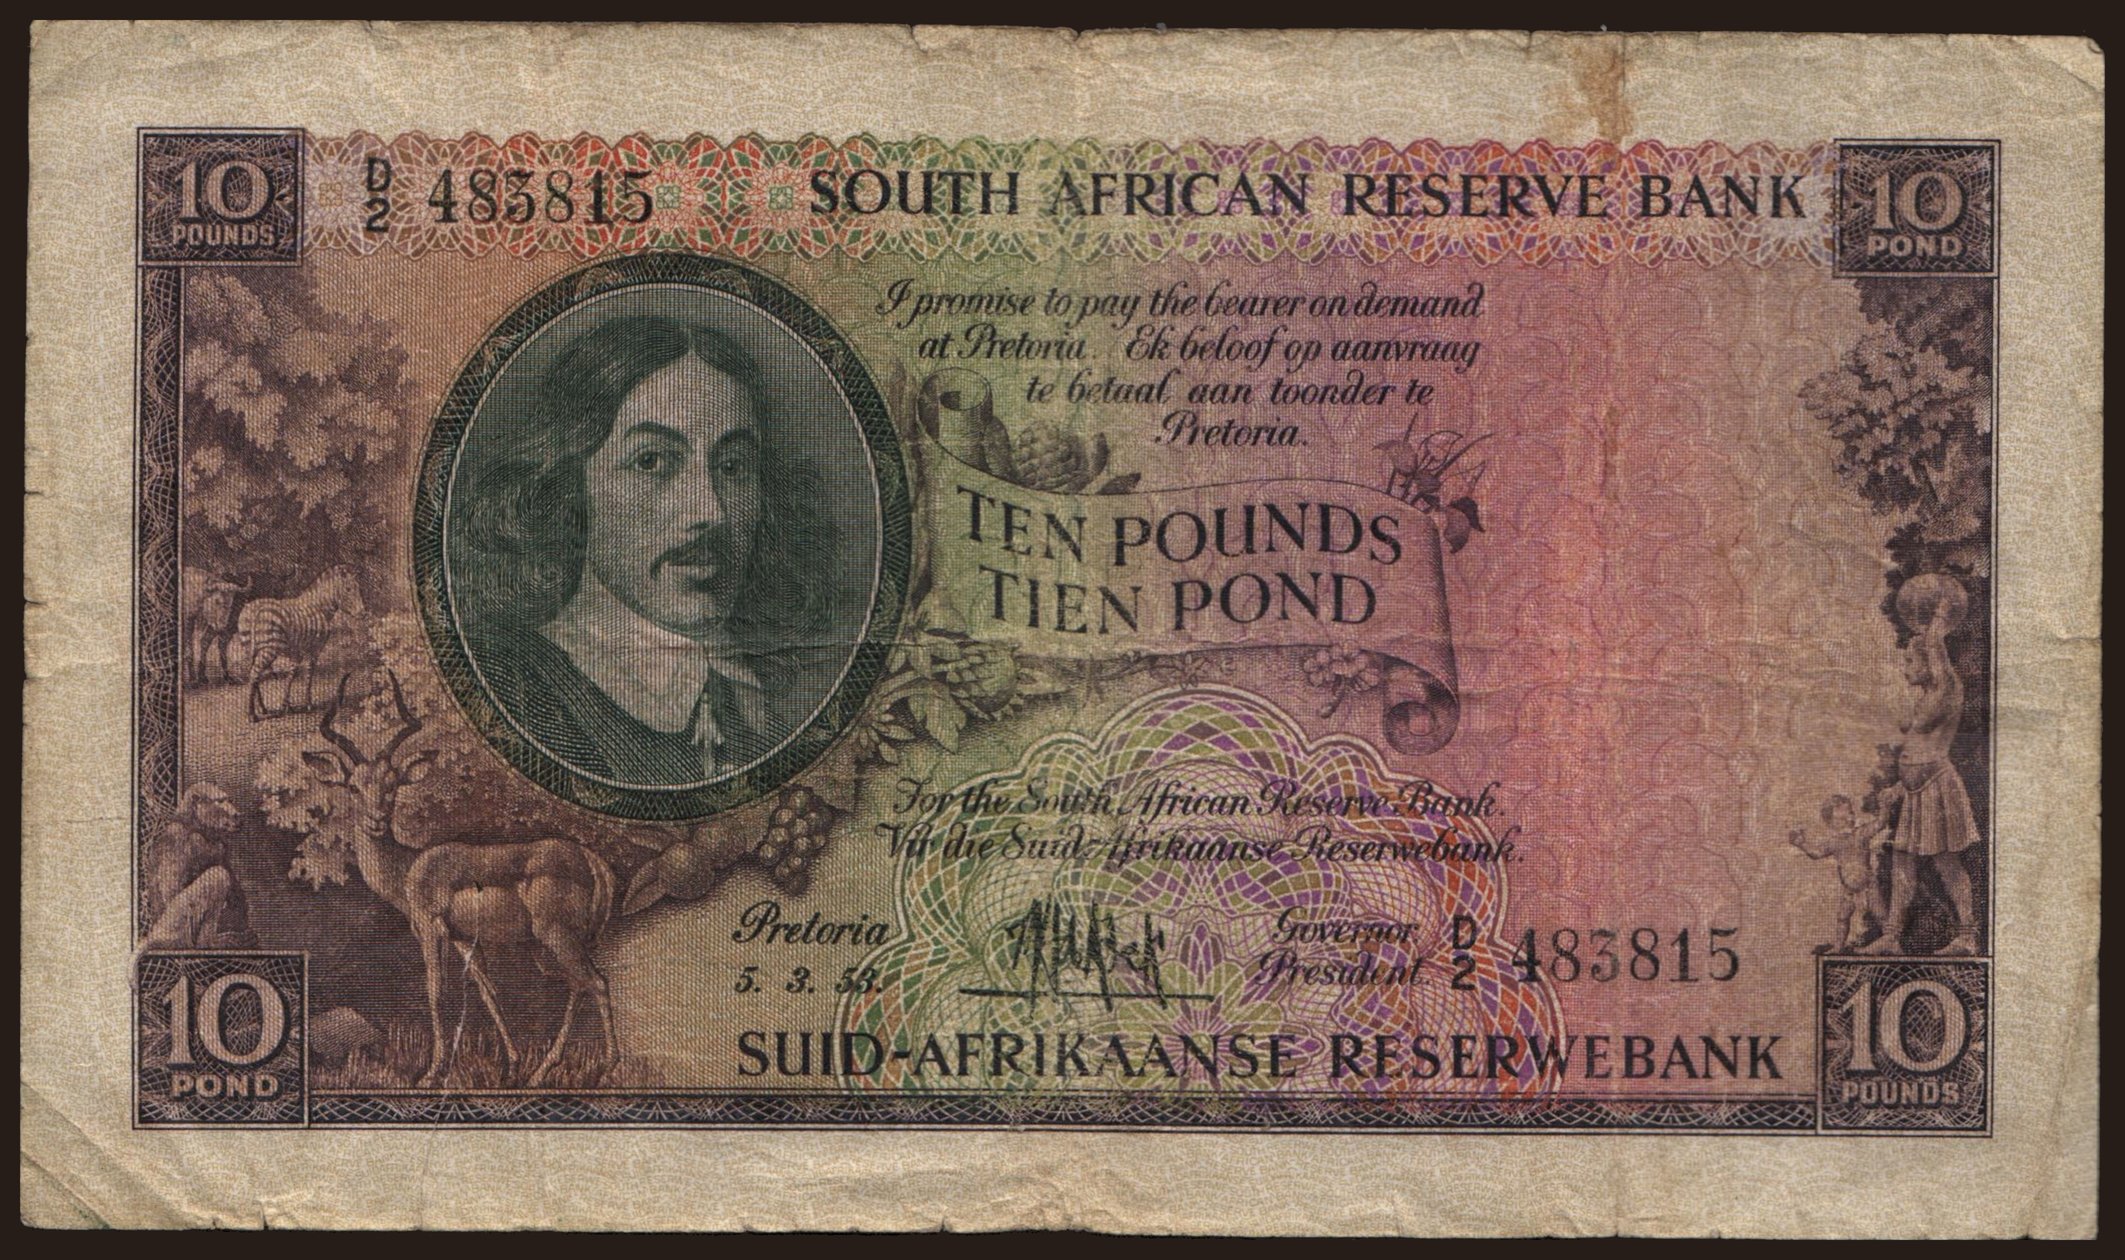 10 POUNDS
D/2 483815
SOUTH AFRICAN RESERVE BANK
10 POND
I promise to pay the bearer on demand
at Pretoria. Ek beloof op aanvraag
te betaal aan toonder te
Pretoria.
TEN POUNDS
TIEN POND
For the South African Reserve Bank.
Vir die Suid-Afrikaanse Reserwebank.
Pretoria
5. 3. 53.
Governor
President.
D/2 483815
10 POND
SUID-AFRIKAANSE RESERWEBANK
10 POUNDS